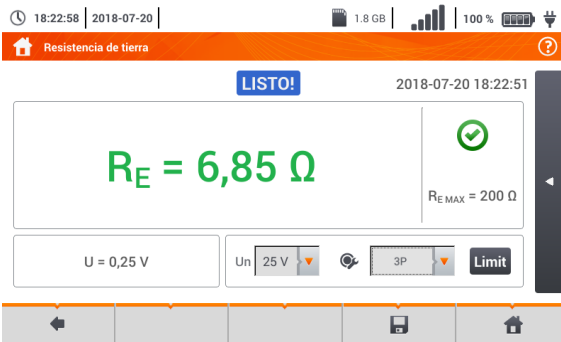 18:22:58 2018-07-20 1.8 GB 100 %
Resistencia de tierra ?
LISTO! 2018-07-20 18:22:51
RE = 6,85 Ω
RE MAX = 200 Ω
U = 0,25 V Un 25 V 3P Limit